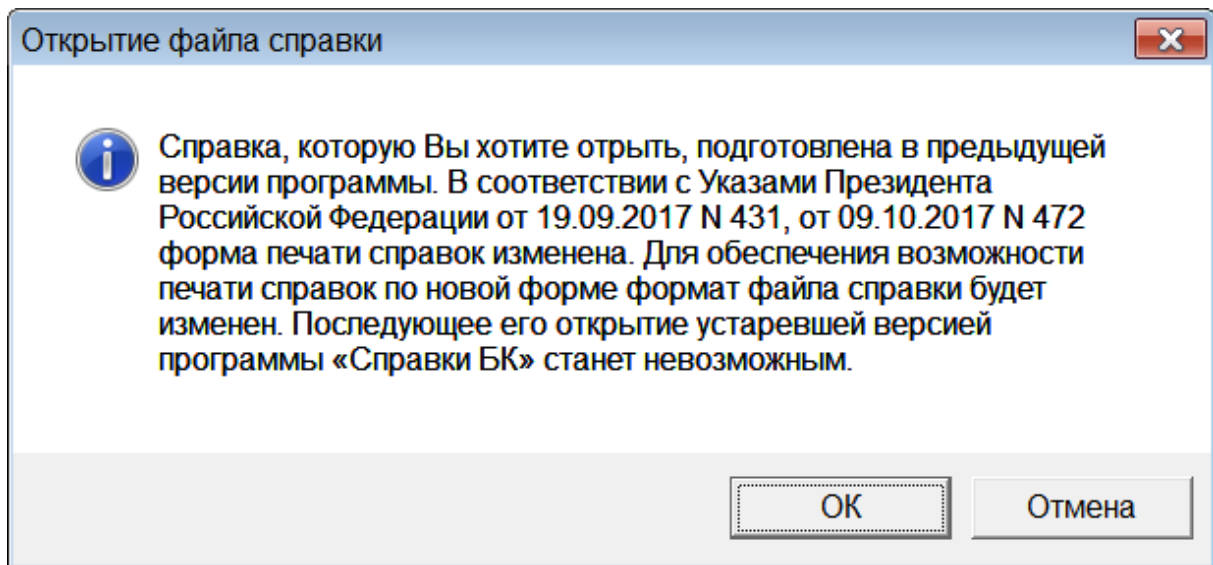 Открытие файла справки
Справка, которую Вы хотите отрыть, подготовлена в предыдущей
версии программы. В соответствии с Указами Президента
Российской Федерации от 19.09.2017 N 431, от 09.10.2017 N 472
форма печати справок изменена. Для обеспечения возможности
печати справок по новой форме формат файла справки будет
изменен. Последующее его открытие устаревшей версией
программы «Справки БК» станет невозможным.
ОК
Отмена